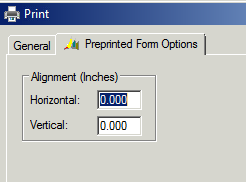 Print
General Preprinted Form Options
Alignment (Inches)
Horizontal: 0.000
Vertical: 0.000